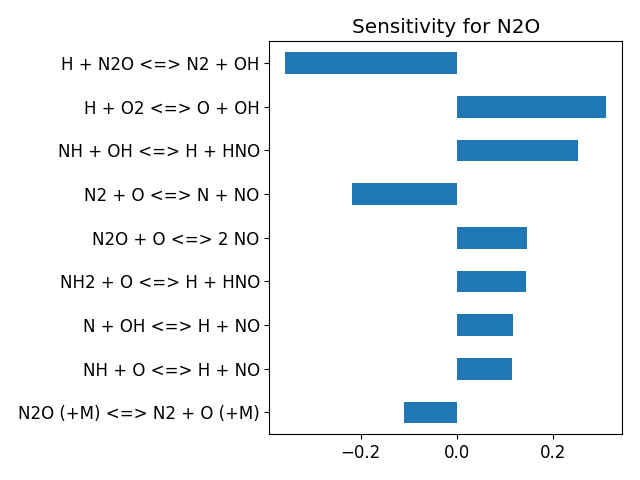 Sensitivity for N2O
H + N2O <=> N2 + OH
H + O2 <=> O + OH
NH + OH <=> H + HNO
N2 + O <=> N + NO
N2O + O <=> 2 NO
NH2 + O <=> H + HNO
N + OH <=> H + NO
NH + O <=> H + NO
N2O (+M) <=> N2 + O (+M)
−0.2 0.0 0.2